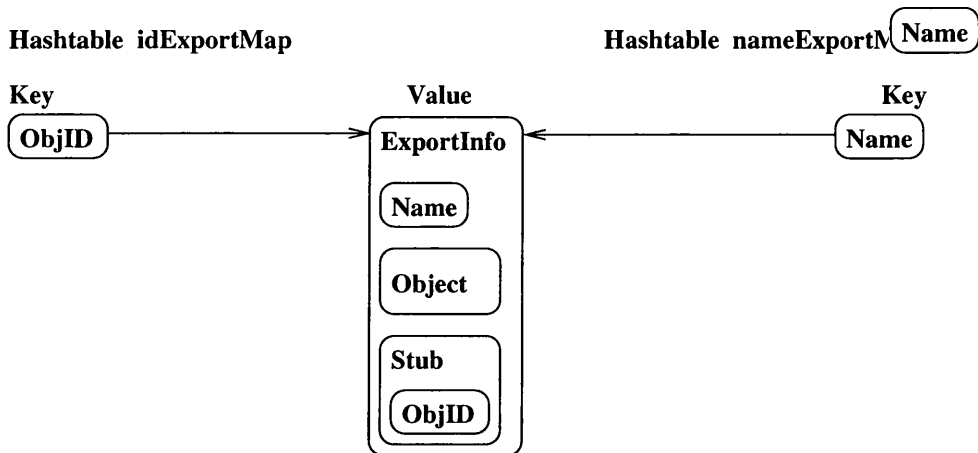 Hashtable idExportMap
Hashtable nameExportM
Name
Key
Value
Key
ObjID
ExportInfo
Name
Name
Object
Stub
ObjID